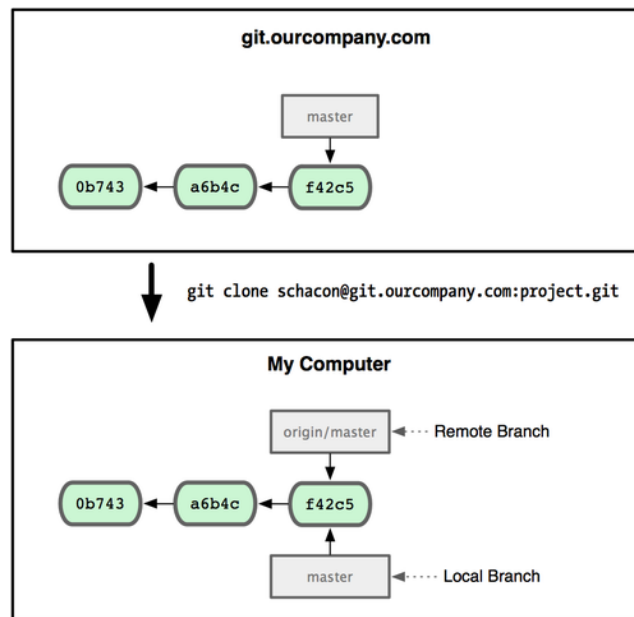 git.ourcompany.com
master
0b743 a6b4c f42c5
git clone schacon@git.ourcompany.com:project.git
My Computer
origin/master Remote Branch
0b743 a6b4c f42c5
master Local Branch